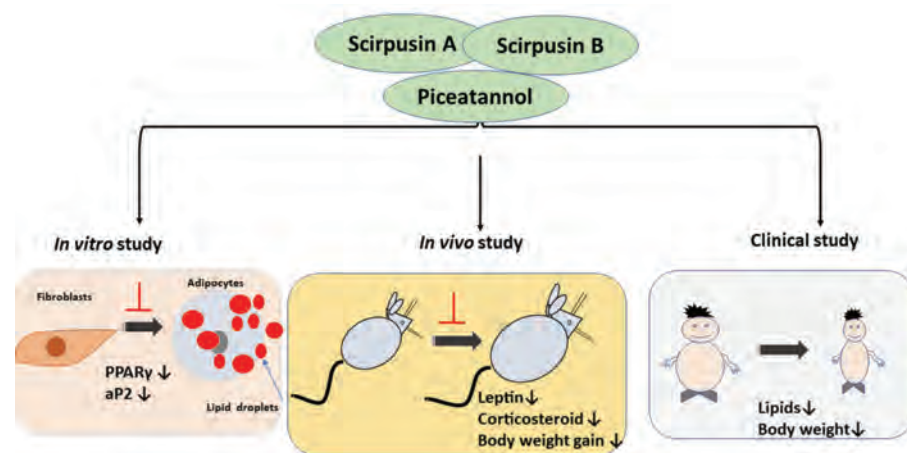 Scirpusin A
Scirpusin B
Piceatannol
In vitro study
In vivo study
Clinical study
Fibroblasts
Adipocytes
PPARγ ↓
aP2 ↓
Lipid droplets
Leptin↓
Corticosteroid ↓
Body weight gain ↓
Lipids↓
Body weight↓